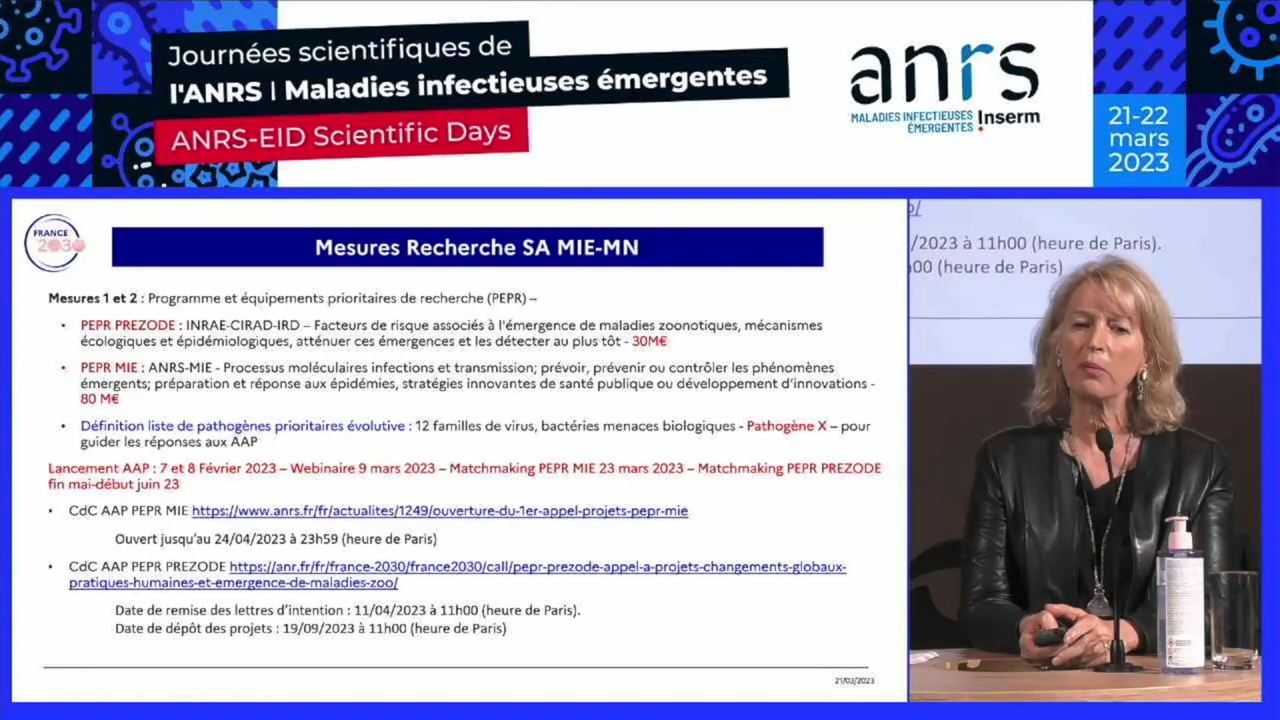 Journées scientifiques de
l'ANRS | Maladies infectieuses émergentes
ANRS-EID Scientific Days
anrs
MALADIES INFECTIEUSES
ÉMERGENTES
Inserm
21-22
mars
2023
FRANCE
2030
Mesures Recherche SA MIE-MN
Mesures 1 et 2 : Programme et équipements prioritaires de recherche (PEPR) –
• PEPR PREZODE : INRAE-CIRAD-IRD – Facteurs de risque associés à l'émergence de maladies zoonotiques, mécanismes
écologiques et épidémiologiques, atténuer ces émergences et les détecter au plus tôt - 30M€
• PEPR MIE : ANRS-MIE - Processus moléculaires infections et transmission; prévoir, prévenir ou contrôler les phénomènes
émergents; préparation et réponse aux épidémies, stratégies innovantes de santé publique ou développement d'innovations -
80 M€
• Définition liste de pathogènes prioritaires évolutive : 12 familles de virus, bactéries menaces biologiques - Pathogène X – pour
guider les réponses aux AAP
Lancement AAP : 7 et 8 Février 2023 – Webinaire 9 mars 2023 – Matchmaking PEPR MIE 23 mars 2023 – Matchmaking PEPR PREZODE
fin mai-début juin 23
• CdC AAP PEPR MIE https://www.anrs.fr/fr/actualites/1249/ouverture-du-1er-appel-projets-pepr-mie
Ouvert jusqu'au 24/04/2023 à 23h59 (heure de Paris)
• CdC AAP PEPR PREZODE https://anr.fr/fr/france-2030/france2030/call/pepr-prezode-appel-a-projets-changements-globaux-
pratiques-humaines-et-emergence-de-maladies-zoo/
Date de remise des lettres d'intention : 11/04/2023 à 11h00 (heure de Paris).
Date de dépôt des projets : 19/09/2023 à 11h00 (heure de Paris)
21/03/2023
/2023 à 11h00 (heure de Paris).
00 (heure de Paris)